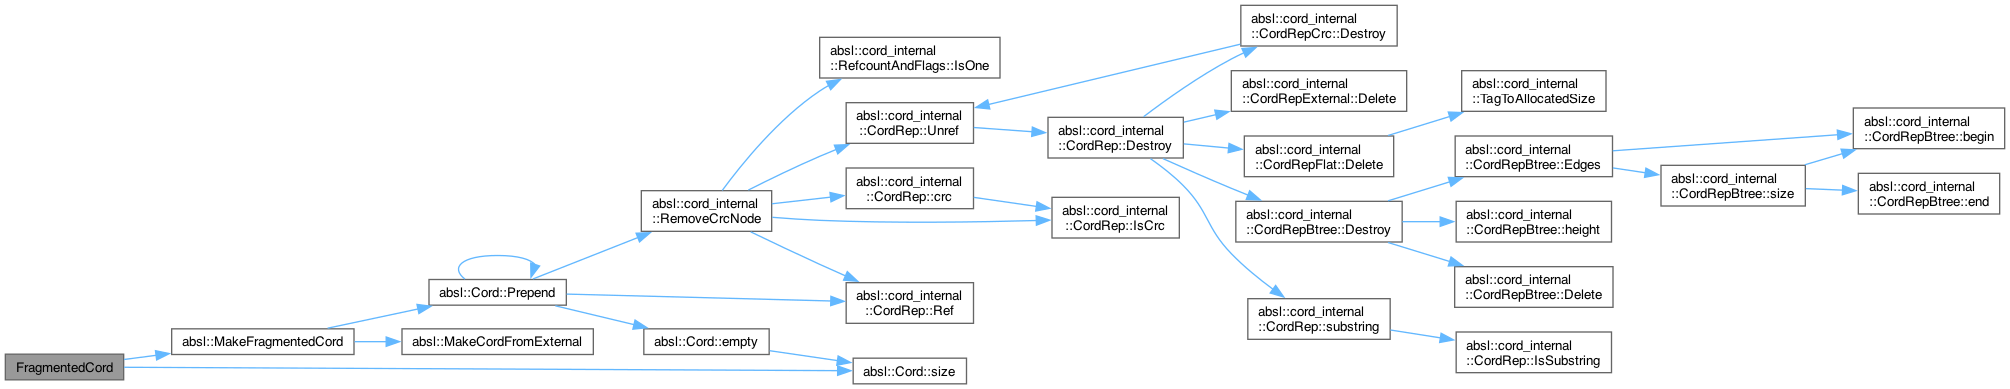 FragmentedCord
absl::MakeFragmentedCord
absl::Cord::Prepend
absl::MakeCordFromExternal
absl::cord_internal
::RemoveCrcNode
absl::Cord::empty
absl::cord_internal
::RefcountAndFlags::IsOne
absl::cord_internal
::CordRep::Unref
absl::cord_internal
::CordRep::crc
absl::cord_internal
::CordRep::Ref
absl::Cord::size
absl::cord_internal
::CordRep::Destroy
absl::cord_internal
::CordRep::IsCrc
absl::cord_internal
::CordRepCrc::Destroy
absl::cord_internal
::CordRepExternal::Delete
absl::cord_internal
::CordRepFlat::Delete
absl::cord_internal
::CordRepBtree::Destroy
absl::cord_internal
::CordRep::substring
absl::cord_internal
::TagToAllocatedSize
absl::cord_internal
::CordRepBtree::Edges
absl::cord_internal
::CordRepBtree::height
absl::cord_internal
::CordRepBtree::Delete
absl::cord_internal
::CordRep::IsSubstring
absl::cord_internal
::CordRepBtree::size
absl::cord_internal
::CordRepBtree::begin
absl::cord_internal
::CordRepBtree::end